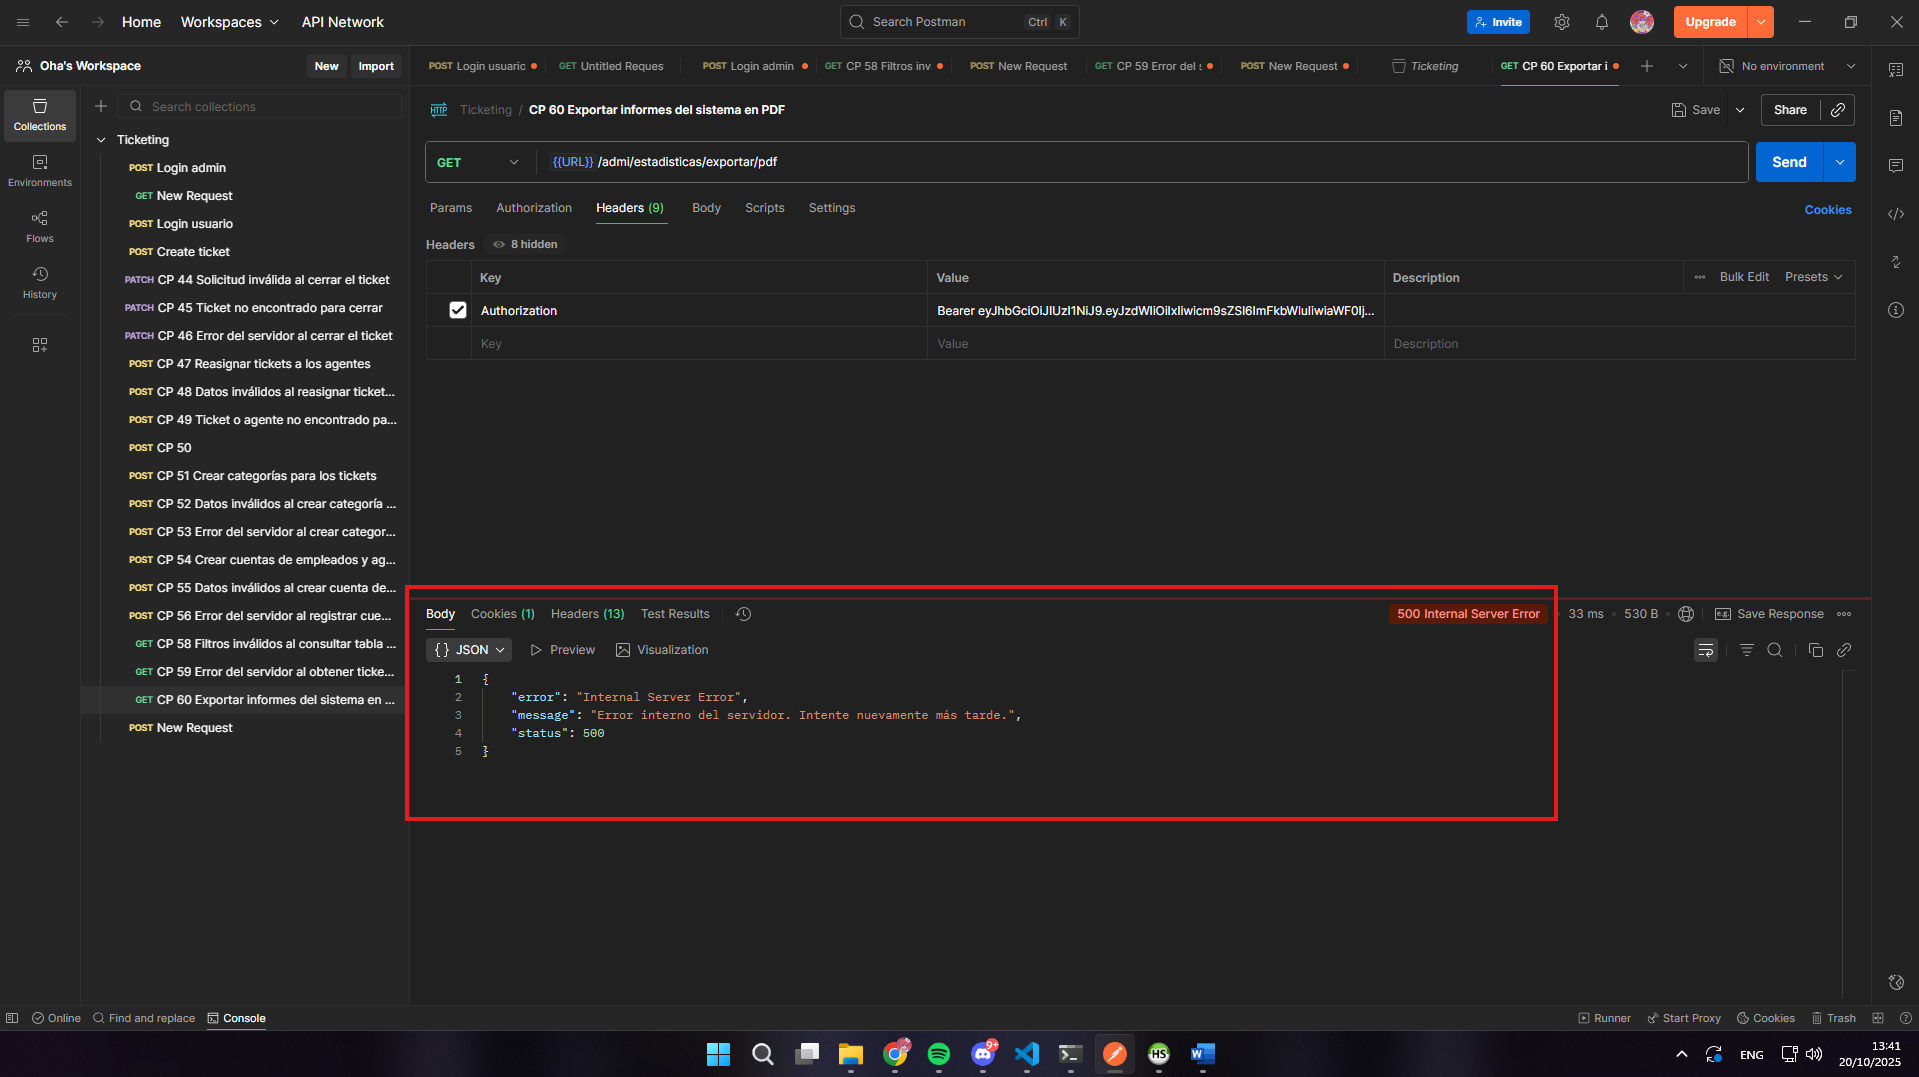 Home Workspaces API Network Search Postman Ctrl K Invite Upgrade
Oha's Workspace New Import
POST Login usuario GET Untitled Reques POST Login admin GET CP 58 Filtros inv. POST New Request GET CP 59 Error del : POST New Request Ticketing GET CP 60 Exportar i No environment
Collections
Environments
Flows
History
Search collections
Ticketing
POST Login admin
GET New Request
POST Login usuario
POST Create ticket
PATCH CP 44 Solicitud inválida al cerrar el ticket
PATCH CP 45 Ticket no encontrado para cerrar
PATCH CP 46 Error del servidor al cerrar el ticket
POST CP 47 Reasignar tickets a los agentes
POST CP 48 Datos inválidos al reasignar ticket...
POST CP 49 Ticket o agente no encontrado pa...
POST CP 50
POST CP 51 Crear categorías para los tickets
POST CP 52 Datos inválidos al crear categoría ...
POST CP 53 Error del servidor al crear categor...
POST CP 54 Crear cuentas de empleados y ag...
POST CP 55 Datos inválidos al crear cuenta de...
POST CP 56 Error del servidor al registrar cue...
GET CP 58 Filtros inválidos al consultar tabla ...
GET CP 59 Error del servidor al obtener ticke...
GET CP 60 Exportar informes del sistema en ...
POST New Request
HTTP Ticketing / CP 60 Exportar informes del sistema en PDF Save Share
GET {{URL}} /admi/estadisticas/exportar/pdf Send
Params Authorization Headers (9) Body Scripts Settings Cookies
Headers 8 hidden
Key Value Description Bulk Edit Presets
Authorization Bearer eyJhbGciOiJIUzI1NiJ9.eyJzdWIiOiIxIiwicm9sZSI6ImFkbWluIiwiaWF0Ij...
Key Value Description
Body Cookies (1) Headers (13) Test Results 500 Internal Server Error 33 ms 530 B e.g. Save Response
{} JSON Preview Visualization
1 {
2 "error": "Internal Server Error",
3 "message": "Error interno del servidor. Intente nuevamente más tarde.",
4 "status": 500
5 }
Online Find and replace Console Runner Start Proxy Cookies Trash
9+ HS ENG 13:41
20/10/2025